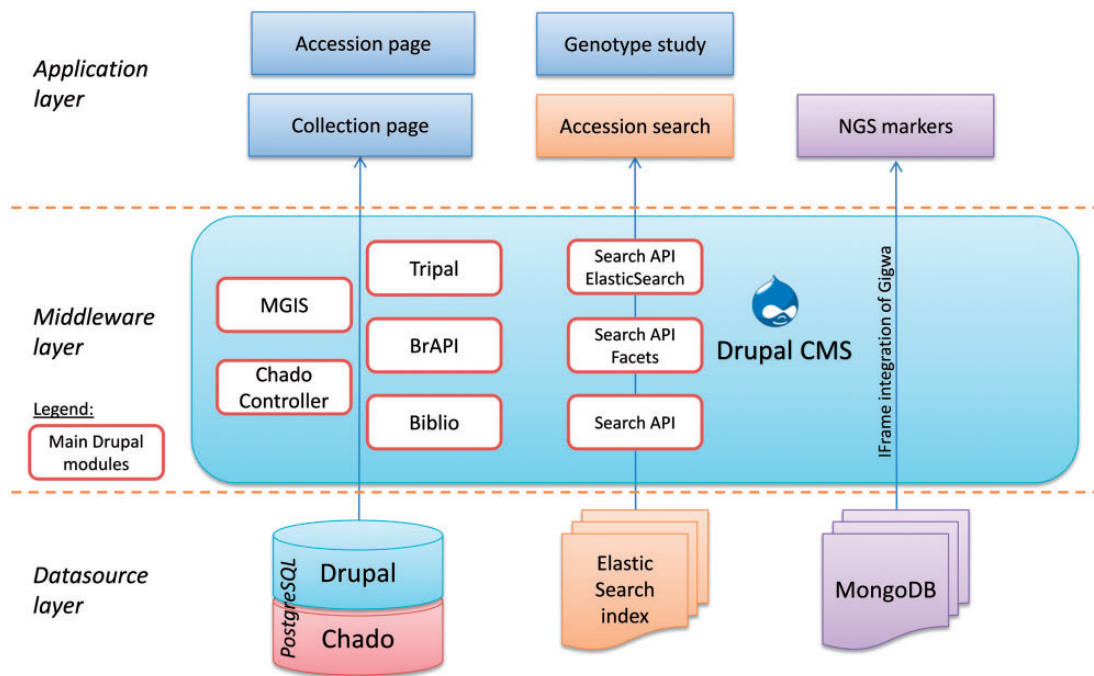 Application
layer
Accession page
Genotype study
Collection page
Accession search
NGS markers
Middleware
layer
Legend:
Main Drupal
modules
MGIS
Chado
Controller
Tripal
BrAPI
Biblio
Search API
ElasticSearch
Search API
Facets
Search API
Drupal CMS
IFrame integration of Gigwa
Datasource
layer
PostgreSQL
Drupal
Chado
Elastic
Search
index
MongoDB